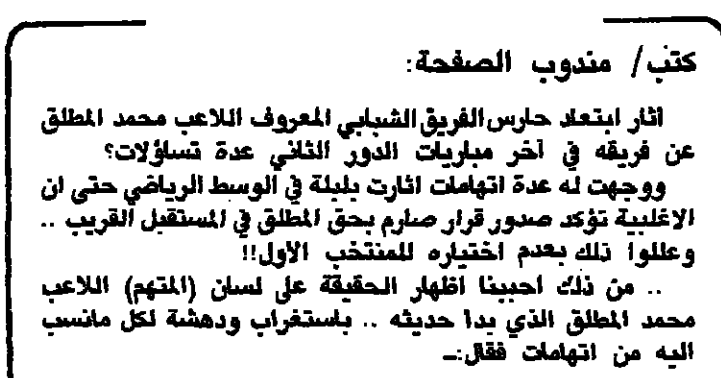 كتب/ مندوب الصفحة:
اثار ابتعاد حارس الفريق الشبابي المعروف اللاعب محمد المطلق
عن فريقه في آخر مباريات الدور الثاني عدة تساؤلات؟
ووجهت له عدة اتهامات اثارت بلبلة في الوسط الرياضي حتى ان
الاغلبية تؤكد صدور قرار صارم بحق المطلق في المستقبل القريب ..
وعللوا ذلك بعدم اختياره للمنتخب الأول!!
.. من ذلك احببنا اظهار الحقيقة على لسان (المتهم) اللاعب
محمد المطلق الذي بدا حديثه .. باستغراب ودهشة لكل مانسب
اليه من اتهامات فقال:ـ